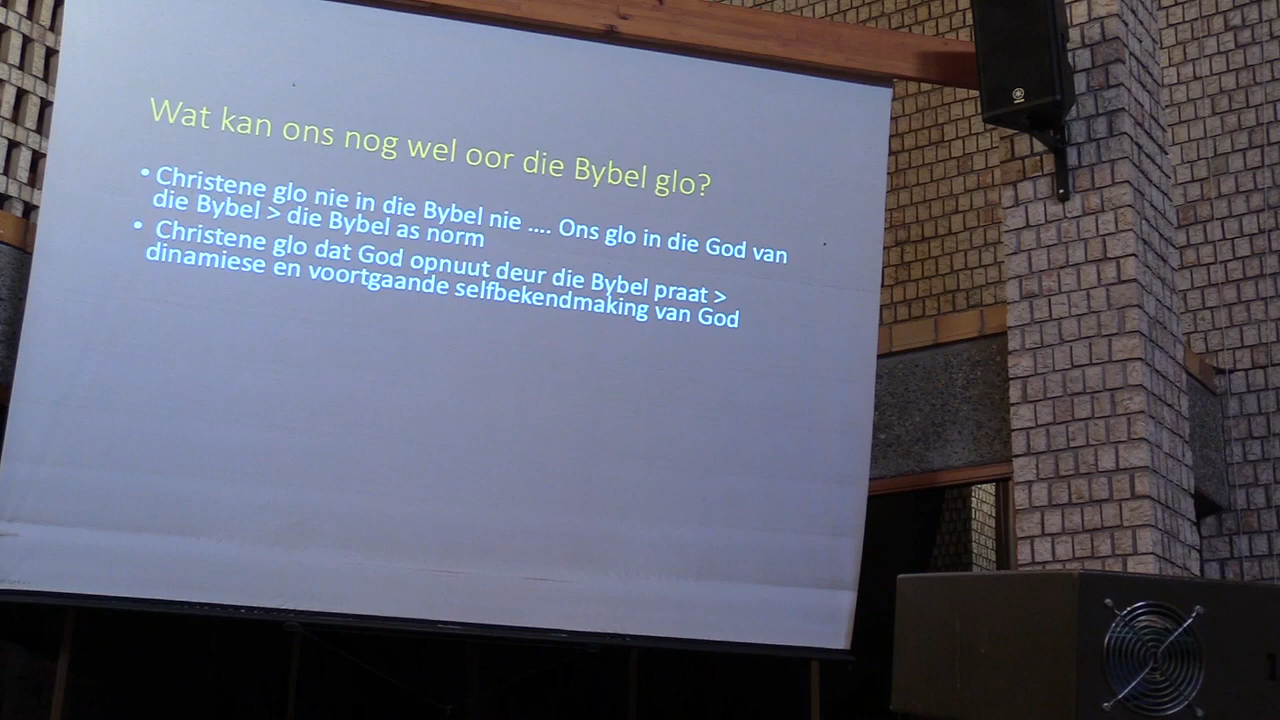 Wat kan ons nog wel oor die Bybel glo?
• Christene glo nie in die Bybel nie .... Ons glo in die God van
die Bybel > die Bybel as norm
• Christene glo dat God opnuut deur die Bybel praat >
dinamiese en voortgaande selfbekendmaking van God